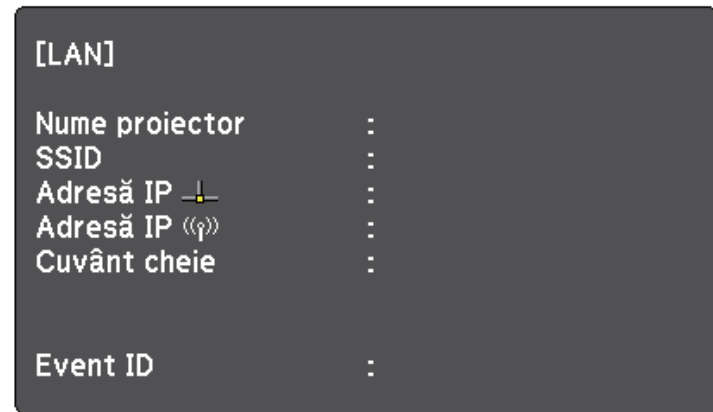 [LAN]
Nume proiector :
SSID :
Adresă IP :
Adresă IP :
Cuvânt cheie :
Event ID :